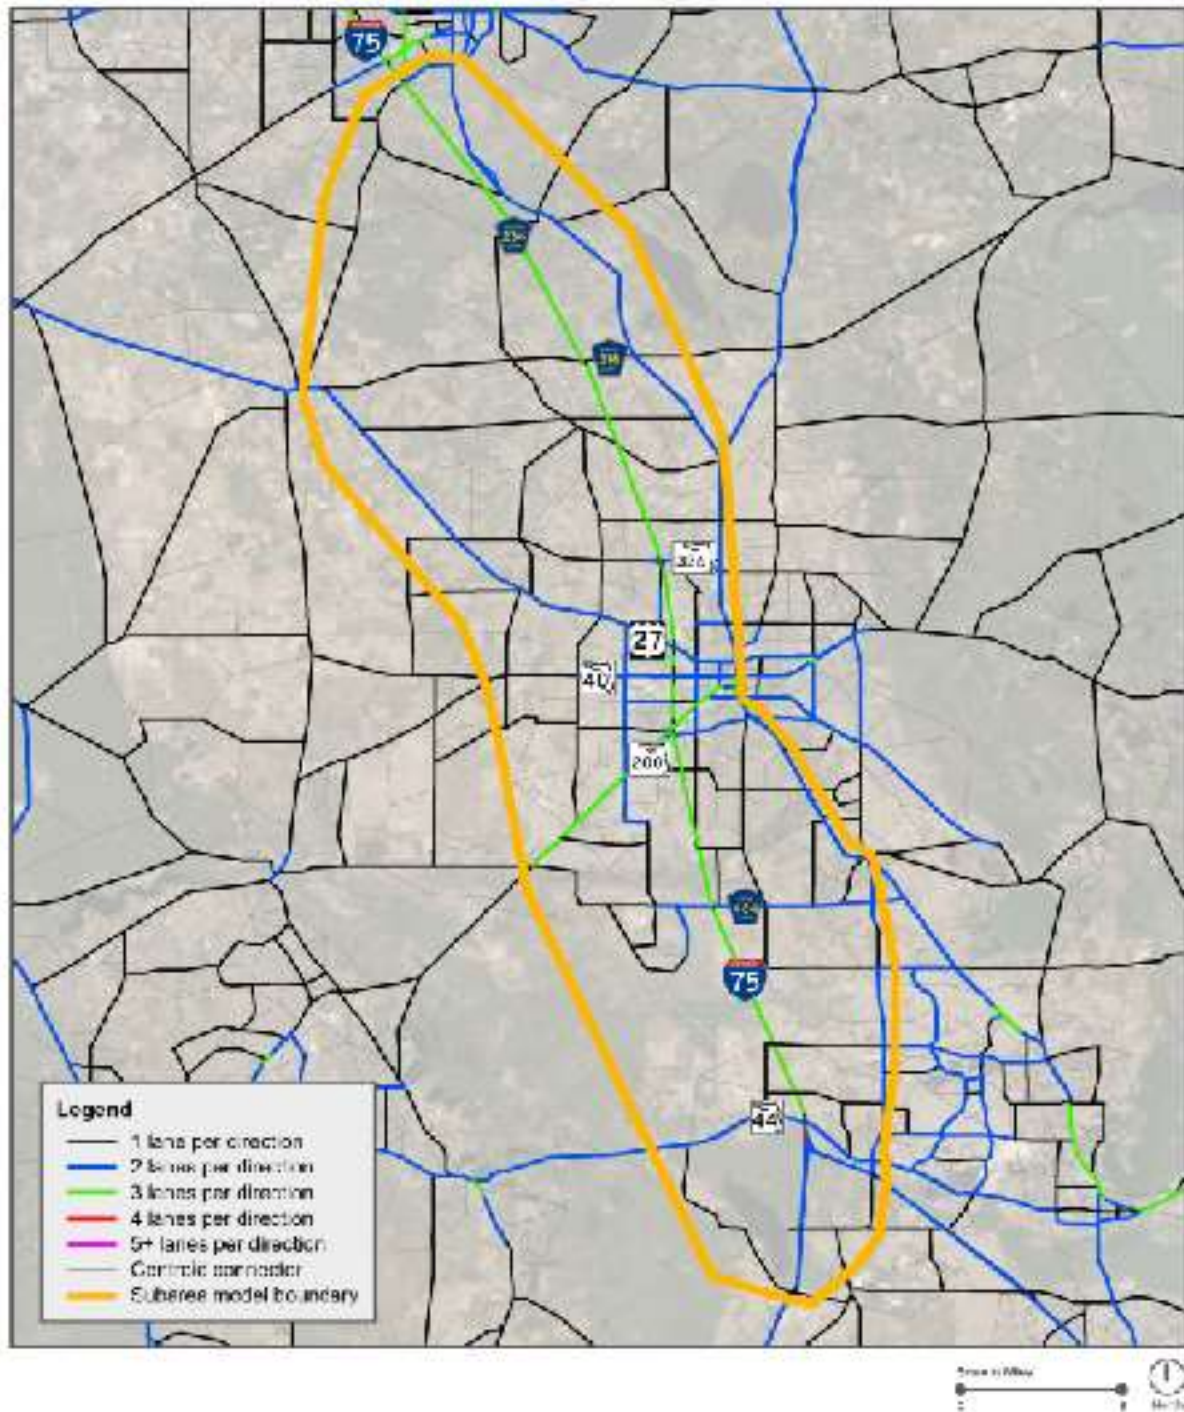 75
27
40
200
75
44
Legend
1 lane per direction
2 lanes per direction
3 lanes per direction
4 lanes per direction
5+ lanes per direction
Centroid connector
Subarea model boundary